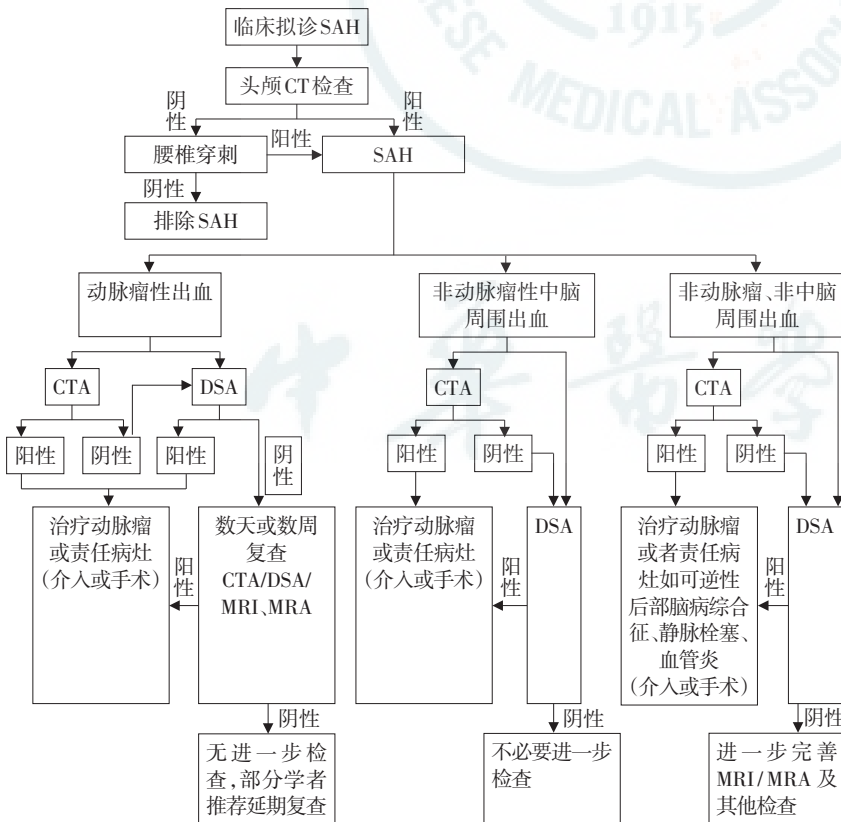 临床拟诊SAH
头颅CT检查
阴性
阳性
腰椎穿刺
阳性
SAH
阴性
排除SAH
动脉瘤性出血
非动脉瘤性中脑
周围出血
非动脉瘤、非中脑
周围出血
CTA
DSA
CTA
CTA
阳性
阴性
阳性
阴性
阳性
阴性
阳性
阴性
治疗动脉瘤
或责任病灶
(介入或手术)
阳性
数天或数周
复查
CTA/DSA/
MRI、MRA
治疗动脉瘤
或责任病灶
(介入或手术)
阳性
DSA
治疗动脉瘤
或者责任病
灶如可逆性
后部脑病综合
征、静脉栓塞、
血管炎
(介入或手术)
阳性
DSA
阴性
阴性
阴性
无进一步检
查,部分学者
推荐延期复查
不必要进一步
检查
进一步完善
MRI/MRA及
其他检查
1915
ESE MEDICAL ASSOC
中华医学